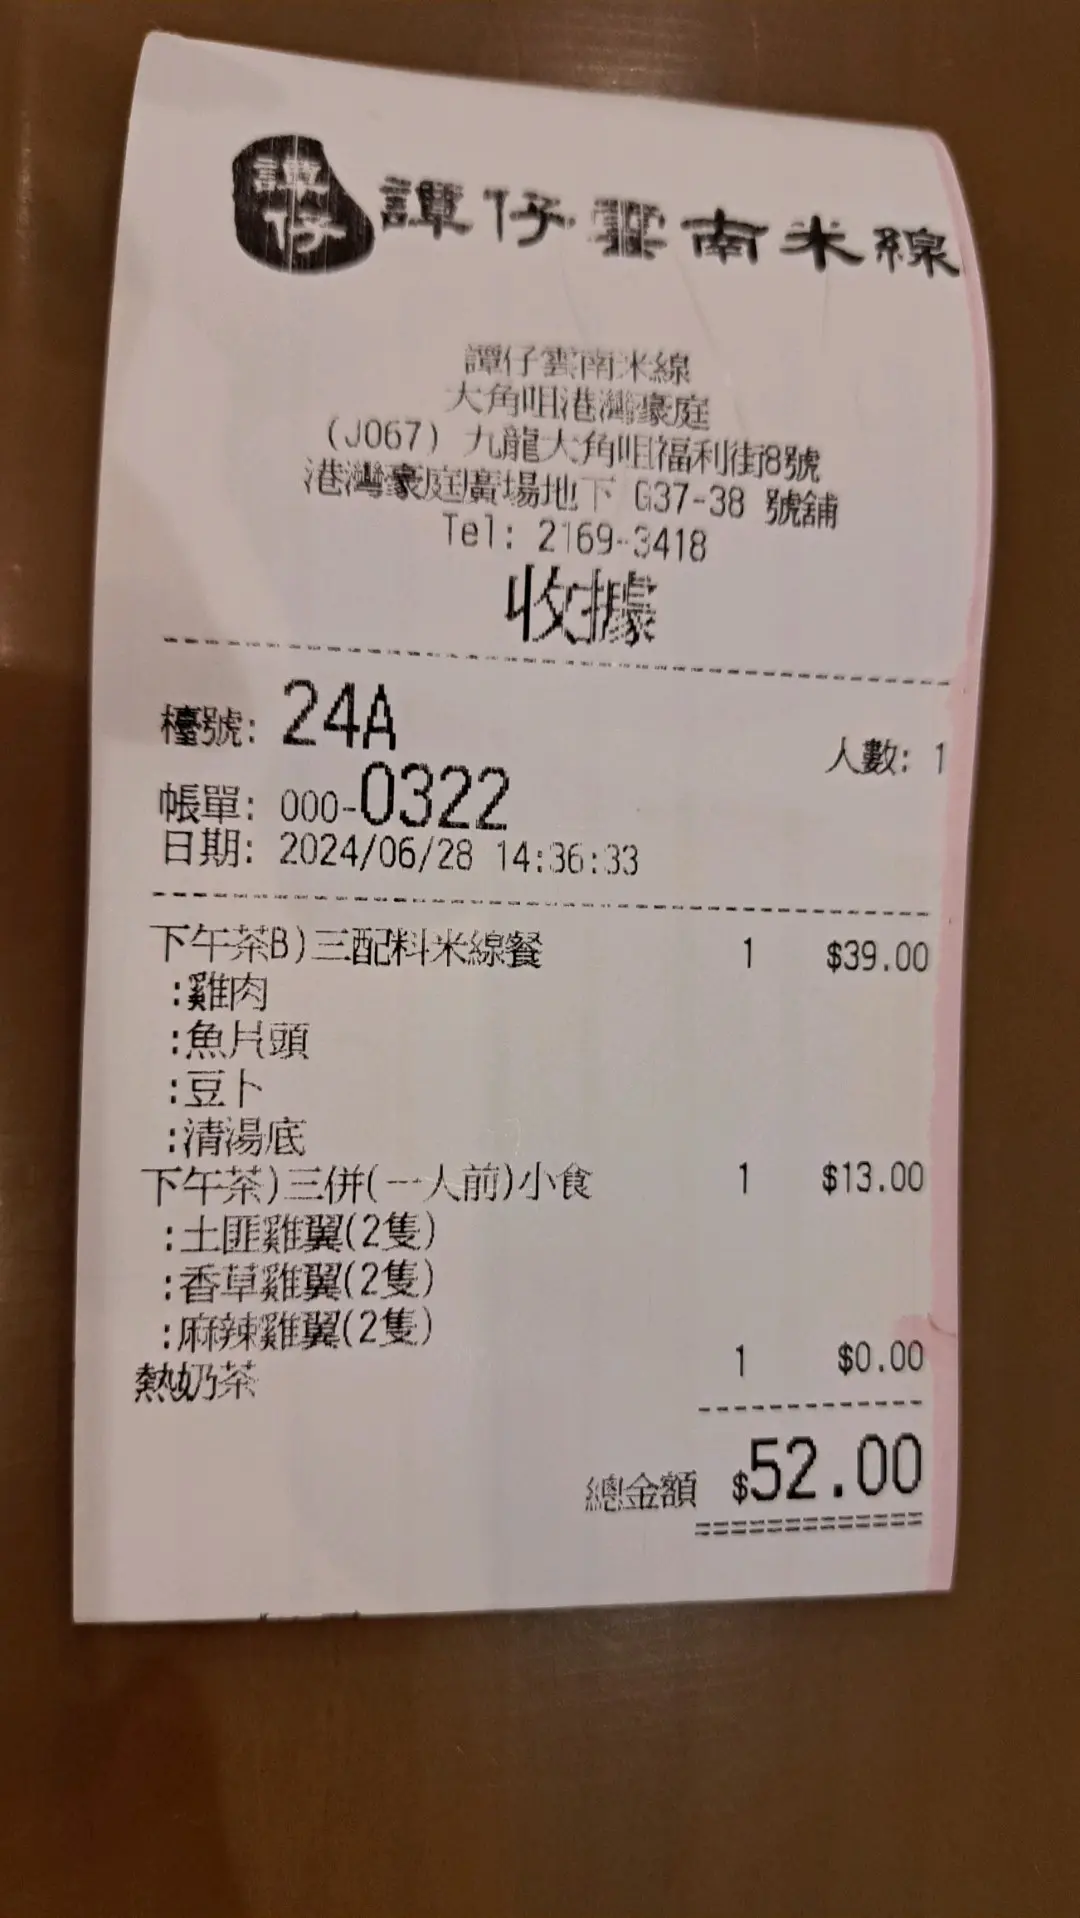 譚仔
譚仔雲南米線
譚仔雲南米線
大角咀港灣豪庭
(J067) 九龍大角咀福利街8號
港灣豪庭廣場地下 G37-38 號舖
Tel: 2169-3418
收據
檯號: 24A 人數: 1
帳單: 000-0322
日期: 2024/06/28 14:36:33
下午茶B)三配料米線餐 1 $39.00
:雞肉
:魚片頭
:豆卜
:清湯底
下午茶)三併(一人前)小食 1 $13.00
:土匪雞翼(2隻)
:香草雞翼(2隻)
:麻辣雞翼(2隻)
熱奶茶 1 $0.00
總金額 $52.00